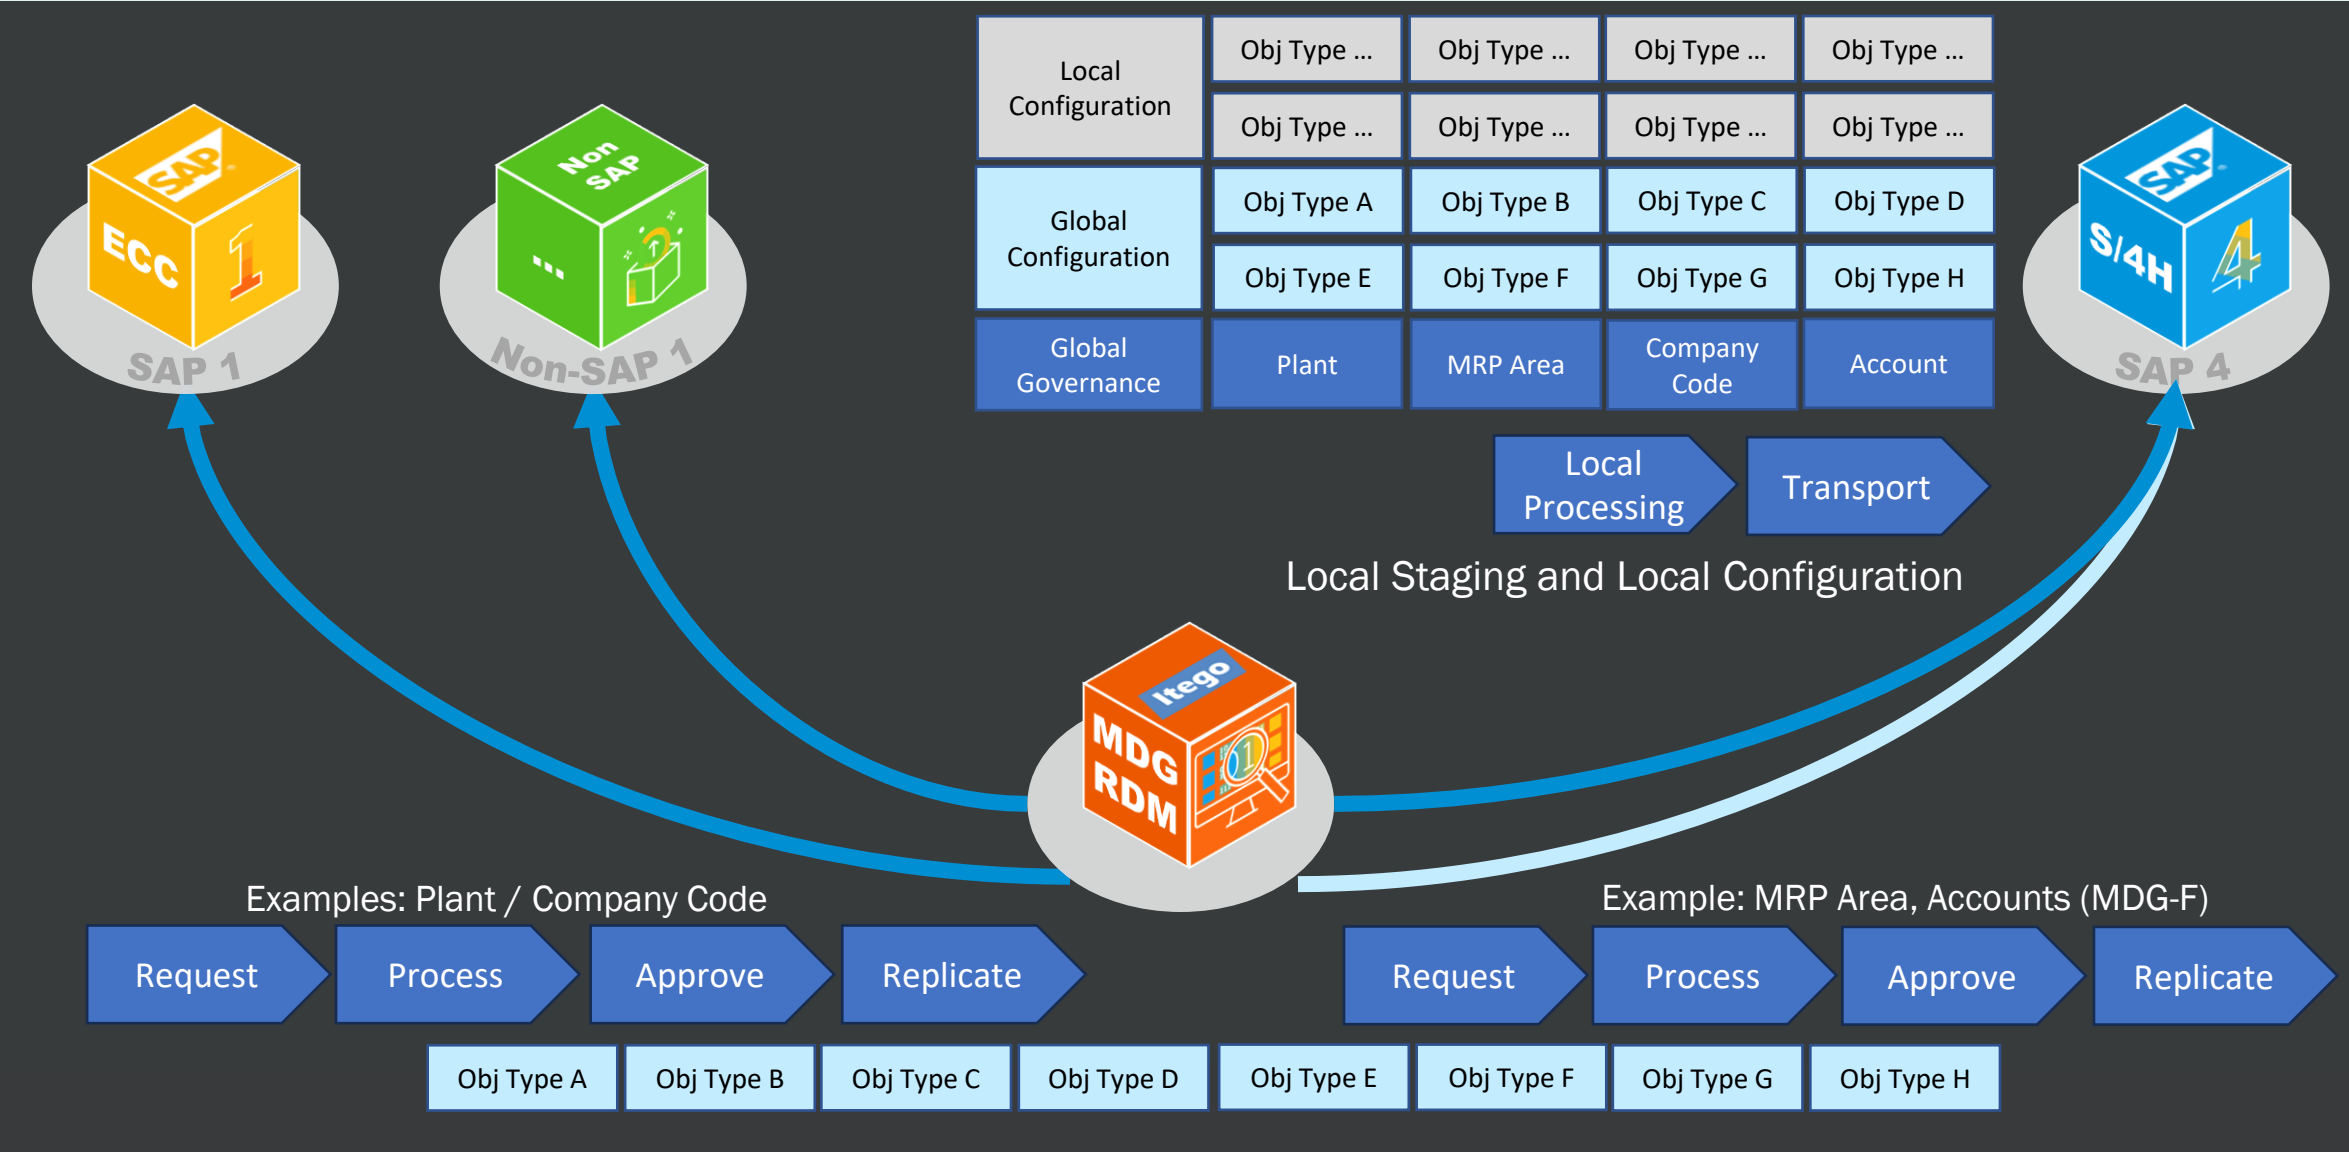 Local
Configuration
Obj Type ...
Obj Type ...
Obj Type ...
Obj Type ...
Obj Type ...
Obj Type ...
Obj Type ...
Obj Type ...
Global
Configuration
Obj Type A
Obj Type B
Obj Type C
Obj Type D
Obj Type E
Obj Type F
Obj Type G
Obj Type H
Global
Governance
Plant
MRP Area
Company
Code
Account
SAP
ECC
1
SAP 1
Non
SAP
...
Non-SAP 1
SAP
S/4H
4
SAP 4
Local
Processing
Transport
Local Staging and Local Configuration
Itego
MDG
RDM
1
Examples: Plant / Company Code
Request
Process
Approve
Replicate
Example: MRP Area, Accounts (MDG-F)
Request
Process
Approve
Replicate
Obj Type A
Obj Type B
Obj Type C
Obj Type D
Obj Type E
Obj Type F
Obj Type G
Obj Type H